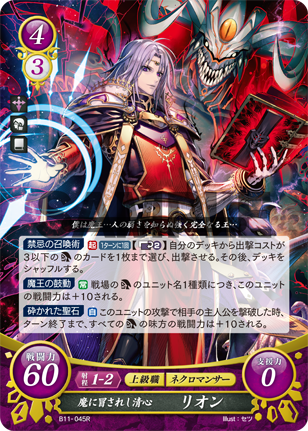 4
3
僕は魔王…人の弱さを知らぬ強く完全なる王…
禁忌の召喚術 起 1ターンに1回 自分のデッキから出撃コストが
3以下の のカードを1枚まで選び、出撃させる。その後、デッキを
シャッフルする。
魔王の鼓動 常 戦場の のユニット名1種類につき、このユニット
の戦闘力は+10される。
砕かれた聖石 自 このユニットの攻撃で相手の主人公を撃破した時、
ターン終了まで、すべての の味方の戦闘力は+10される。
戦闘力
60
射程 1-2 上級職 ネクロマンサー
支援力
0
魔に冒されし清心 リオン
B11-045R
Illust:セツ